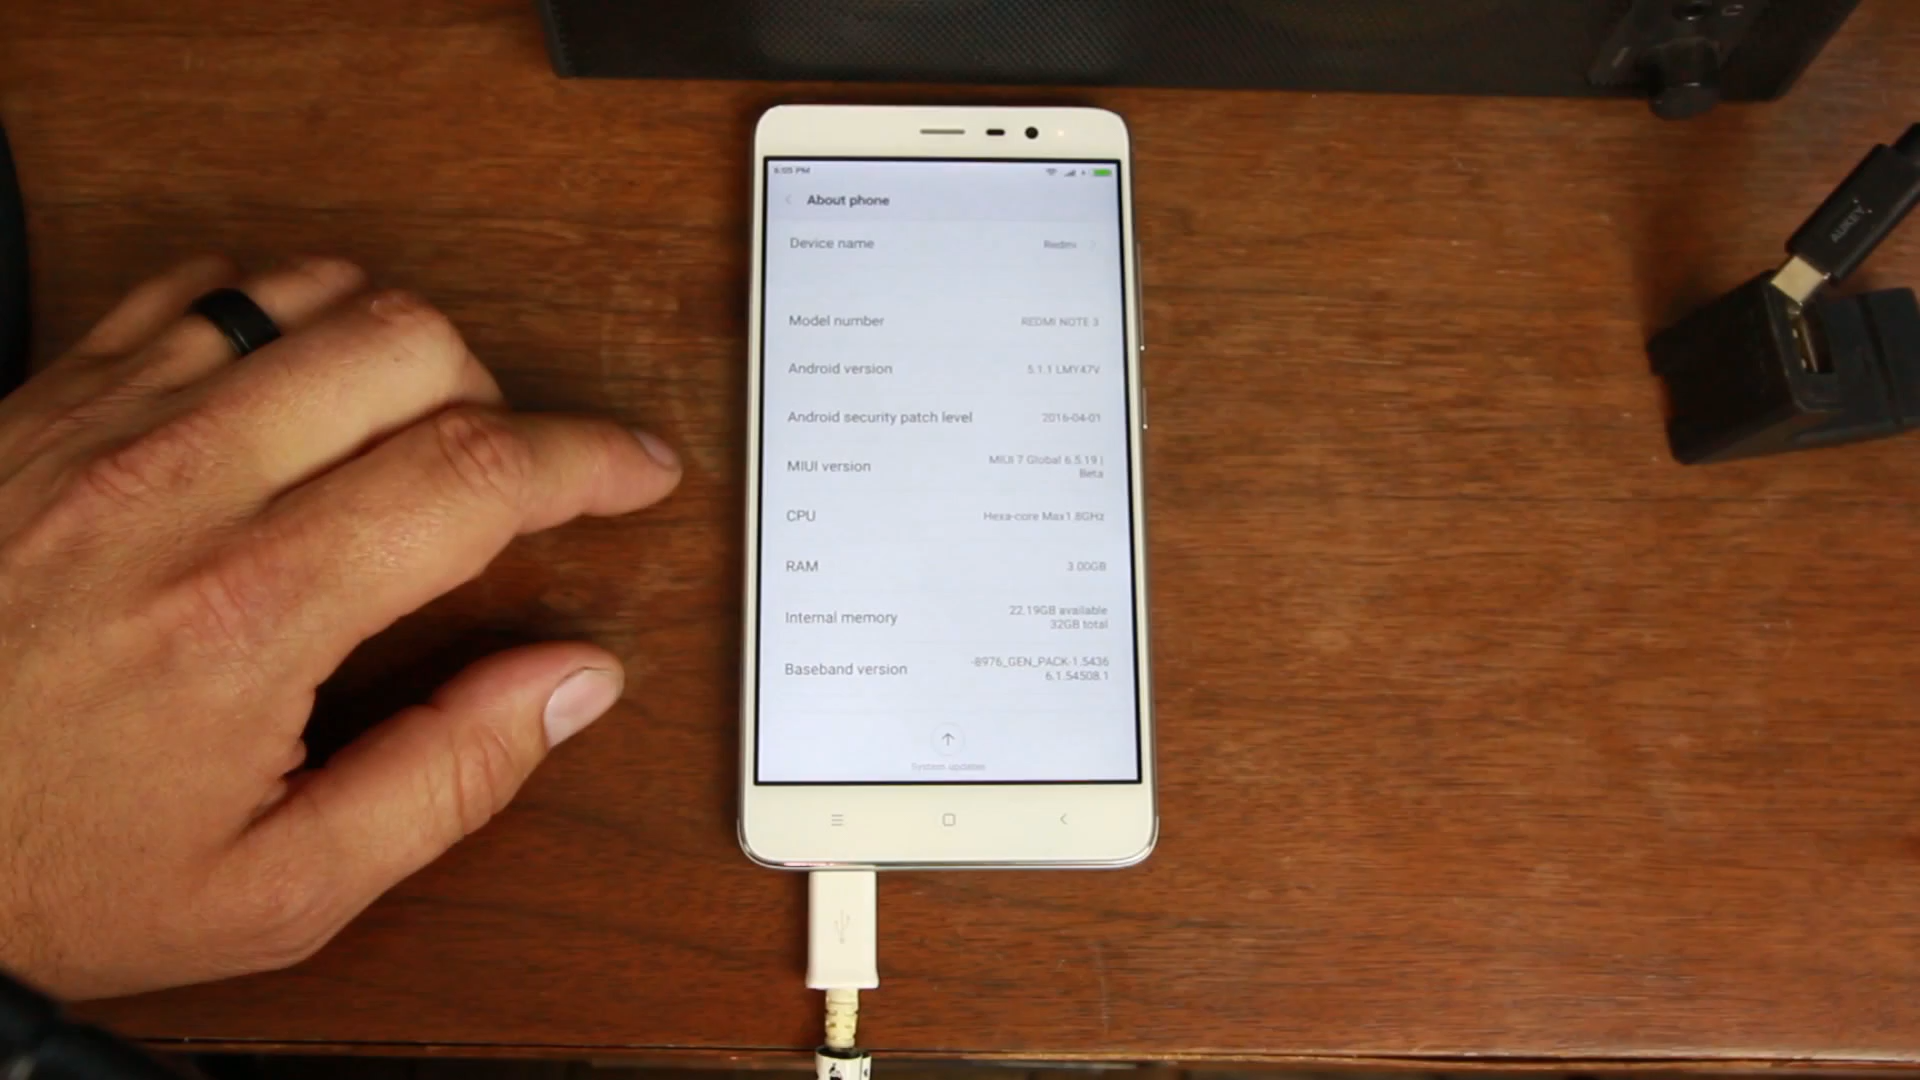 6:05 PM
About phone
Device name Redmi
Model number REDMI NOTE 3
Android version 5.1.1 LMY47V
Android security patch level 2016-04-01
MIUI version MIUI 7 Global 6.5.19 |
Beta
CPU Hexa-core Max1.8GHz
RAM 3.00GB
Internal memory 22.19GB available
32GB total
Baseband version -8976_GEN_PACK-1.5436
6.1.54508.1
System updates
AUKEY